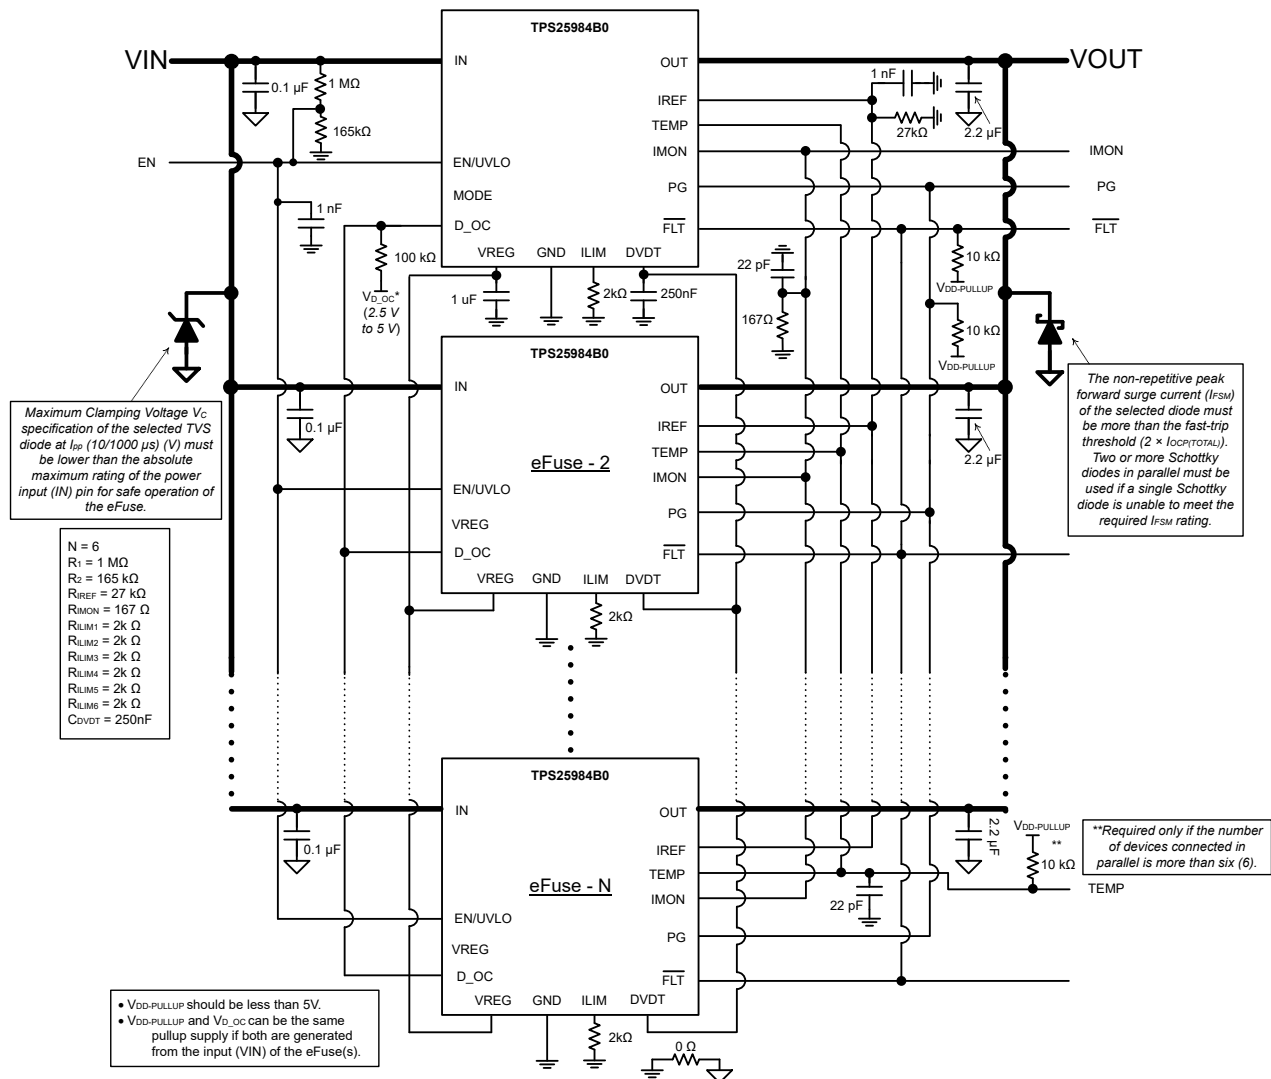 TPS25984B0
VIN
IN
OUT
VOUT
0.1 µF
1 MΩ
1 nF
IREF
TEMP
165kΩ
27kΩ
2.2 µF
EN
EN/UVLO
IMON
IMON
MODE
PG
PG
1 nF
D_OC
FLT
FLT
100 kΩ
VREG
GND
ILIM
DVDT
22 pF
10 kΩ
VDD-PULLUP
VD_OC*
(2.5 V
to 5 V)
1 uF
2kΩ
250nF
167Ω
10 kΩ
VDD-PULLUP
TPS25984B0
IN
OUT
0.1 µF
2.2 µF
IREF
eFuse - 2
TEMP
IMON
EN/UVLO
PG
VREG
D_OC
FLT
VREG
GND
ILIM
DVDT
2kΩ
Maximum Clamping Voltage VC
specification of the selected TVS
diode at Ipp (10/1000 µs) (V) must
be lower than the absolute
maximum rating of the power
input (IN) pin for safe operation of
the eFuse.
The non-repetitive peak
forward surge current (IFSM)
of the selected diode must
be more than the fast-trip
threshold (2 × IOCP(TOTAL)).
Two or more Schottky
diodes in parallel must be
used if a single Schottky
diode is unable to meet the
required IFSM rating.
N = 6
R1 = 1 MΩ
R2 = 165 kΩ
RIREF = 27 kΩ
RIMON = 167 Ω
RILIM1 = 2k Ω
RILIM2 = 2k Ω
RILIM3 = 2k Ω
RILIM4 = 2k Ω
RILIM5 = 2k Ω
RILIM6 = 2k Ω
CDVDT = 250nF
TPS25984B0
IN
OUT
0.1 µF
2.2 µF
VDD-PULLUP
**
10 kΩ
**Required only if the number
of devices connected in
parallel is more than six (6).
IREF
eFuse - N
TEMP
TEMP
IMON
22 pF
EN/UVLO
PG
VREG
D_OC
FLT
VREG
GND
ILIM
DVDT
2kΩ
0 Ω
• VDD-PULLUP should be less than 5V.
• VDD-PULLUP and VD_OC can be the same
pullup supply if both are generated
from the input (VIN) of the eFuse(s).